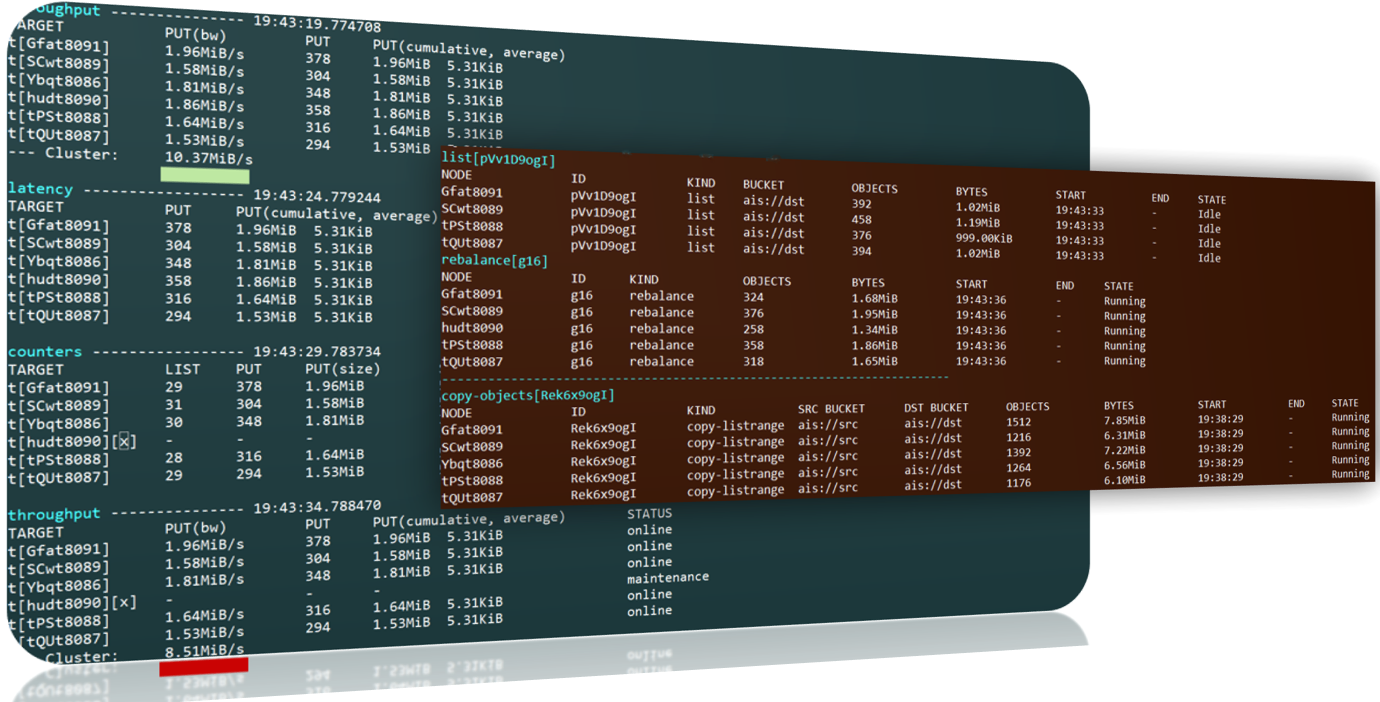 throughput ---------------- 19:43:19.774708
TARGET PUT(bw) PUT PUT(cumulative, average)
t[Gfat8091] 1.96MiB/s 378 1.96MiB 5.31KiB
t[SCwt8089] 1.58MiB/s 304 1.58MiB 5.31KiB
t[Ybqt8086] 1.81MiB/s 348 1.81MiB 5.31KiB
t[hudt8090] 1.86MiB/s 358 1.86MiB 5.31KiB
t[tPSt8088] 1.64MiB/s 316 1.64MiB 5.31KiB
t[tQUt8087] 1.53MiB/s 294 1.53MiB
--- Cluster: 10.37MiB/s
latency ------------------- 19:43:24.779244
TARGET PUT PUT(cumulative, average)
t[Gfat8091] 378 1.96MiB 5.31KiB
t[SCwt8089] 304 1.58MiB 5.31KiB
t[Ybqt8086] 348 1.81MiB 5.31KiB
t[hudt8090] 358 1.86MiB 5.31KiB
t[tPSt8088] 316 1.64MiB 5.31KiB
t[tQUt8087] 294 1.53MiB 5.31KiB
counters ------------------ 19:43:29.783734
TARGET LIST PUT PUT(size)
t[Gfat8091] 29 378 1.96MiB
t[SCwt8089] 31 304 1.58MiB
t[Ybqt8086] 30 348 1.81MiB
t[hudt8090][x] - - -
t[tPSt8088] 28 316 1.64MiB
t[tQUt8087] 29 294 1.53MiB
throughput ---------------- 19:43:34.788470
TARGET PUT(bw) PUT PUT(cumulative, average) STATUS
t[Gfat8091] 1.96MiB/s 378 1.96MiB 5.31KiB online
t[SCwt8089] 1.58MiB/s 304 1.58MiB 5.31KiB online
t[Ybqt8086] 1.81MiB/s 348 1.81MiB 5.31KiB online
t[hudt8090][x] - - - maintenance
t[tPSt8088] 1.64MiB/s 316 1.64MiB 5.31KiB online
t[tQUt8087] 1.53MiB/s 294 1.53MiB 5.31KiB online
Cluster: 8.51MiB/s
list[pVv1D9ogI]
NODE ID KIND BUCKET OBJECTS BYTES START END STATE
Gfat8091 pVv1D9ogI list ais://dst 392 1.02MiB 19:43:33 - Idle
SCwt8089 pVv1D9ogI list ais://dst 458 1.19MiB 19:43:33 - Idle
tPSt8088 pVv1D9ogI list ais://dst 376 999.00KiB 19:43:33 - Idle
tQUt8087 pVv1D9ogI list ais://dst 394 1.02MiB 19:43:33 - Idle
rebalance[g16]
NODE ID KIND OBJECTS BYTES START END STATE
Gfat8091 g16 rebalance 324 1.68MiB 19:43:36 - Running
SCwt8089 g16 rebalance 376 1.95MiB 19:43:36 - Running
hudt8090 g16 rebalance 258 1.34MiB 19:43:36 - Running
tPSt8088 g16 rebalance 358 1.86MiB 19:43:36 - Running
tQUt8087 g16 rebalance 318 1.65MiB 19:43:36 - Running
copy-objects[Rek6x9ogI]
NODE ID KIND SRC BUCKET DST BUCKET OBJECTS BYTES START END STATE
Gfat8091 Rek6x9ogI copy-listrange ais://src ais://dst 1512 7.85MiB 19:38:29 - Running
SCwt8089 Rek6x9ogI copy-listrange ais://src ais://dst 1216 6.31MiB 19:38:29 - Running
Ybqt8086 Rek6x9ogI copy-listrange ais://src ais://dst 1392 7.22MiB 19:38:29 - Running
tPSt8088 Rek6x9ogI copy-listrange ais://src ais://dst 1264 6.56MiB 19:38:29 - Running
tQUt8087 Rek6x9ogI copy-listrange ais://src ais://dst 1176 6.10MiB 19:38:29 - Running